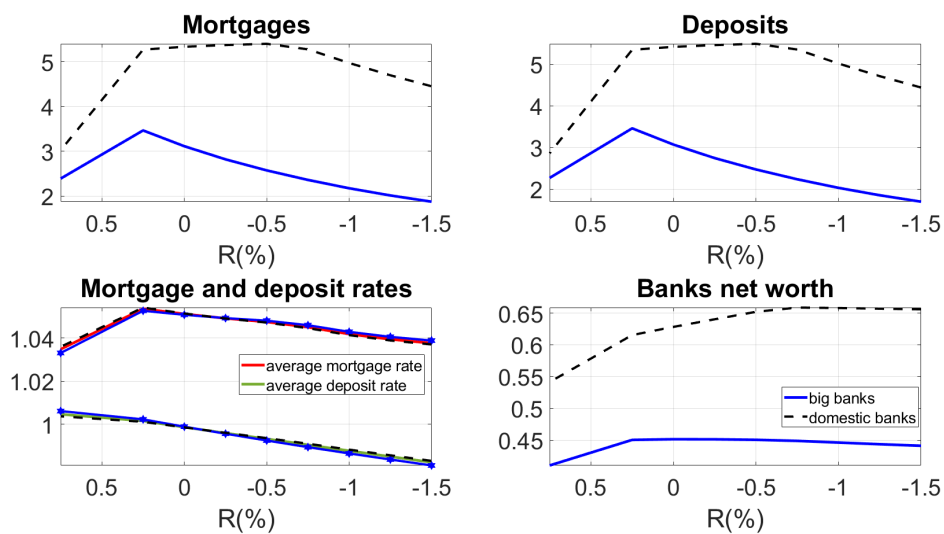 Mortgages
5
4
3
2
0.5 0 -0.5 -1 -1.5
R(%)
Deposits
5
4
3
2
0.5 0 -0.5 -1 -1.5
R(%)
Mortgage and deposit rates
1.04
1.02
1
average mortgage rate
average deposit rate
0.5 0 -0.5 -1 -1.5
R(%)
Banks net worth
0.65
0.6
0.55
0.5
0.45
big banks
domestic banks
0.5 0 -0.5 -1 -1.5
R(%)